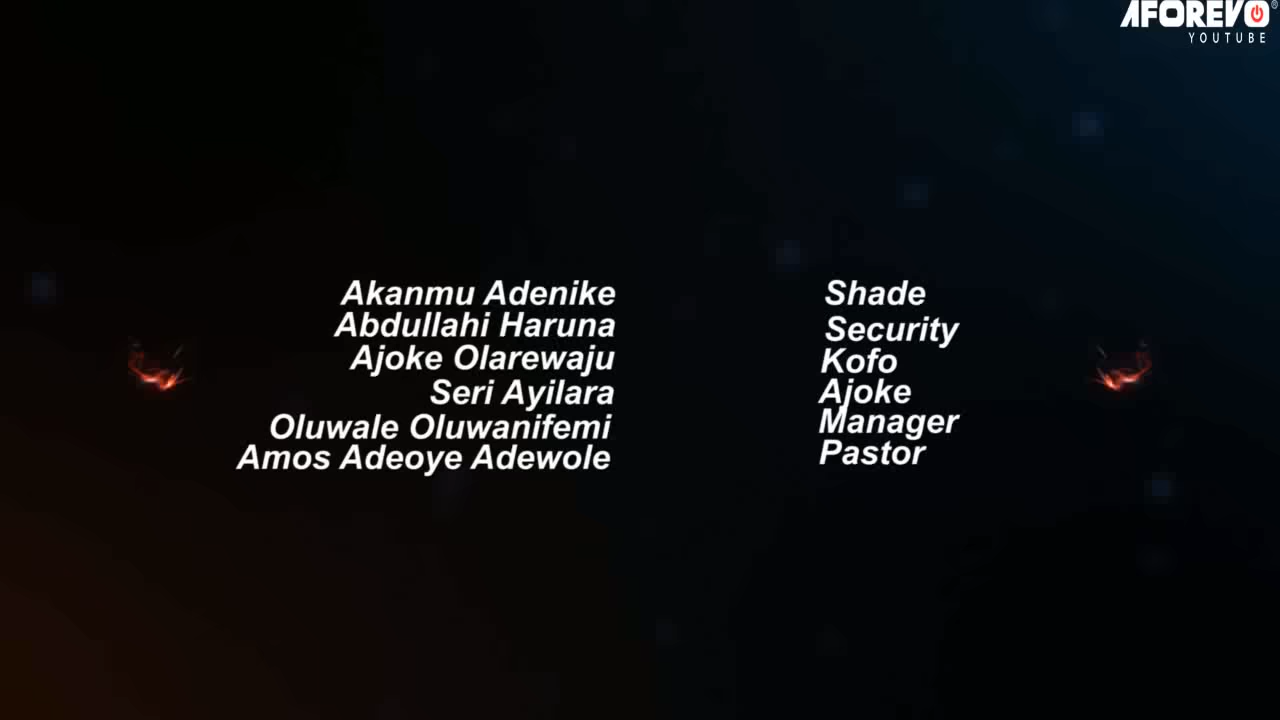 AFOREVO
YOUTUBE
Akanmu Adenike Shade
Abdullahi Haruna Security
Ajoke Olarewaju Kofo
Seri Ayilara Ajoke
Oluwale Oluwanifemi Manager
Amos Adeoye Adewole Pastor